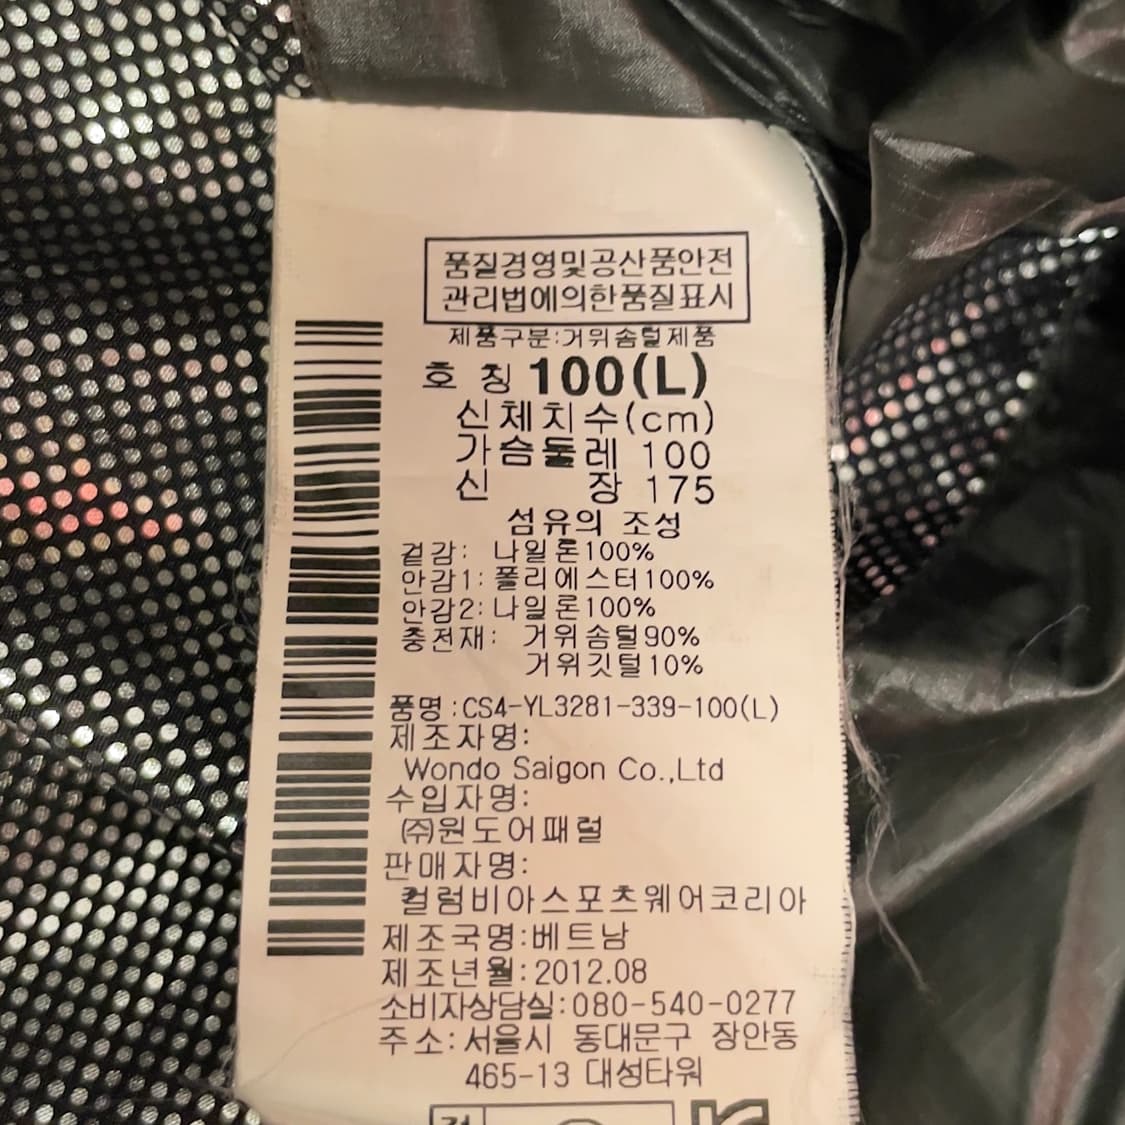 품질경영및공산품안전
관리법에의한품질표시
제품구분:거위솜털제품
호 칭 100(L)
신체치수(cm)
가슴둘레 100
신 장 175
섬유의 조성
겉감: 나일론100%
안감1: 폴리에스터100%
안감2: 나일론100%
충전재: 거위솜털90%
거위깃털10%
품명:CS4-YL3281-339-100(L)
제조자명:
Wondo Saigon Co.,Ltd
수입자명:
㈜원도어패럴
판매자명:
컬럼비아스포츠웨어코리아
제조국명:베트남
제조년월:2012.08
소비자상담실:080-540-0277
주소:서울시 동대문구 장안동
465-13 대성타워